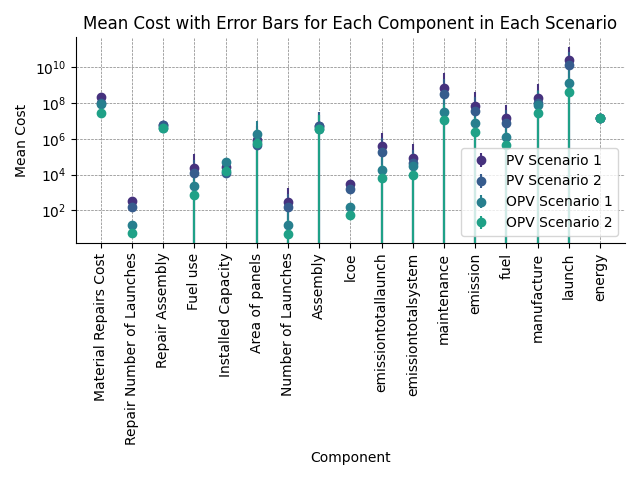 Mean Cost with Error Bars for Each Component in Each Scenario
Mean Cost
10^10
10^8
10^6
10^4
10^2
PV Scenario 1
PV Scenario 2
OPV Scenario 1
OPV Scenario 2
Material Repairs Cost
Repair Number of Launches
Repair Assembly
Fuel use
Installed Capacity
Area of panels
Number of Launches
Assembly
lcoe
emissiontotallaunch
emissiontotalsystem
maintenance
emission
fuel
manufacture
launch
energy
Component